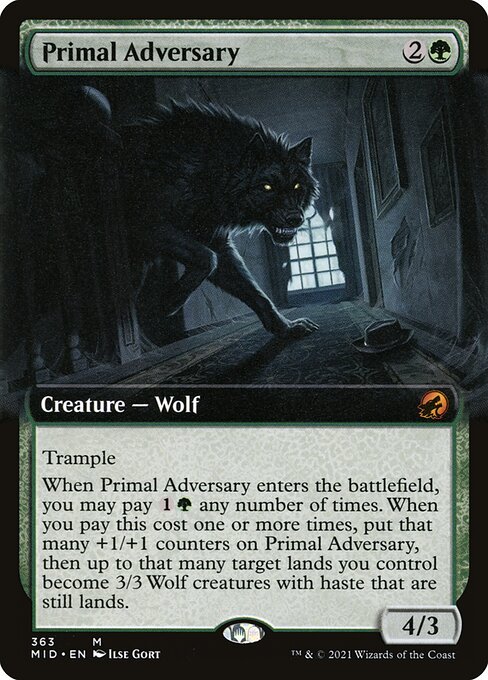 Primal Adversary 2
Creature — Wolf
Trample
When Primal Adversary enters the battlefield,
you may pay 1 any number of times. When
you pay this cost one or more times, put that
many +1/+1 counters on Primal Adversary,
then up to that many target lands you control
become 3/3 Wolf creatures with haste that are
still lands.
4/3
363 M
MID • EN Ilse Gort ™ & © 2021 Wizards of the Coast